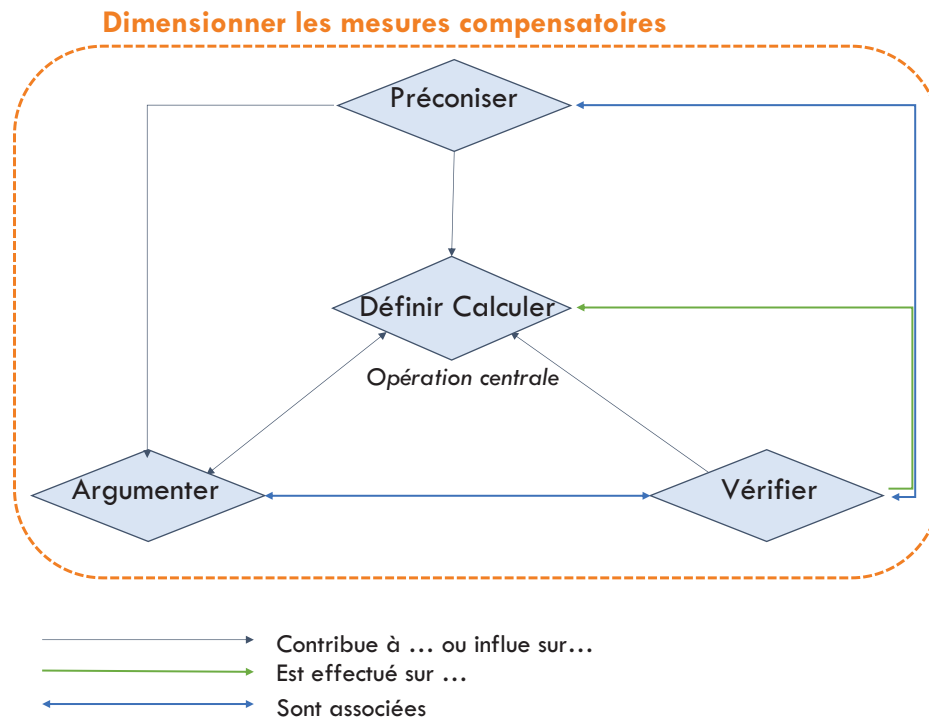 Dimensionner les mesures compensatoires
Préconiser
Définir Calculer
Opération centrale
Argumenter
Vérifier
Contribue à ... ou influe sur...
Est effectué sur ...
Sont associées